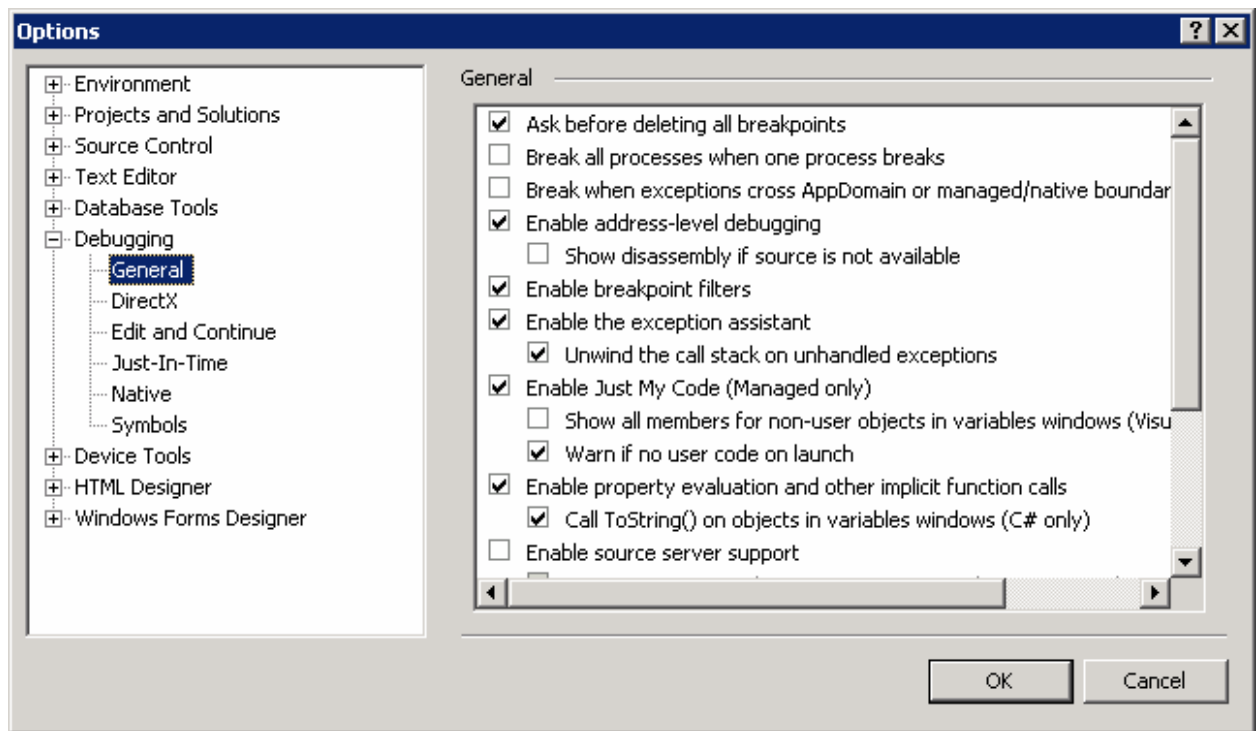 Options
Environment
Projects and Solutions
Source Control
Text Editor
Database Tools
Debugging
General
DirectX
Edit and Continue
Just-In-Time
Native
Symbols
Device Tools
HTML Designer
Windows Forms Designer
General
Ask before deleting all breakpoints
Break all processes when one process breaks
Break when exceptions cross AppDomain or managed/native boundar
Enable address-level debugging
Show disassembly if source is not available
Enable breakpoint filters
Enable the exception assistant
Unwind the call stack on unhandled exceptions
Enable Just My Code (Managed only)
Show all members for non-user objects in variables windows (Visu
Warn if no user code on launch
Enable property evaluation and other implicit function calls
Call ToString() on objects in variables windows (C# only)
Enable source server support
OK
Cancel